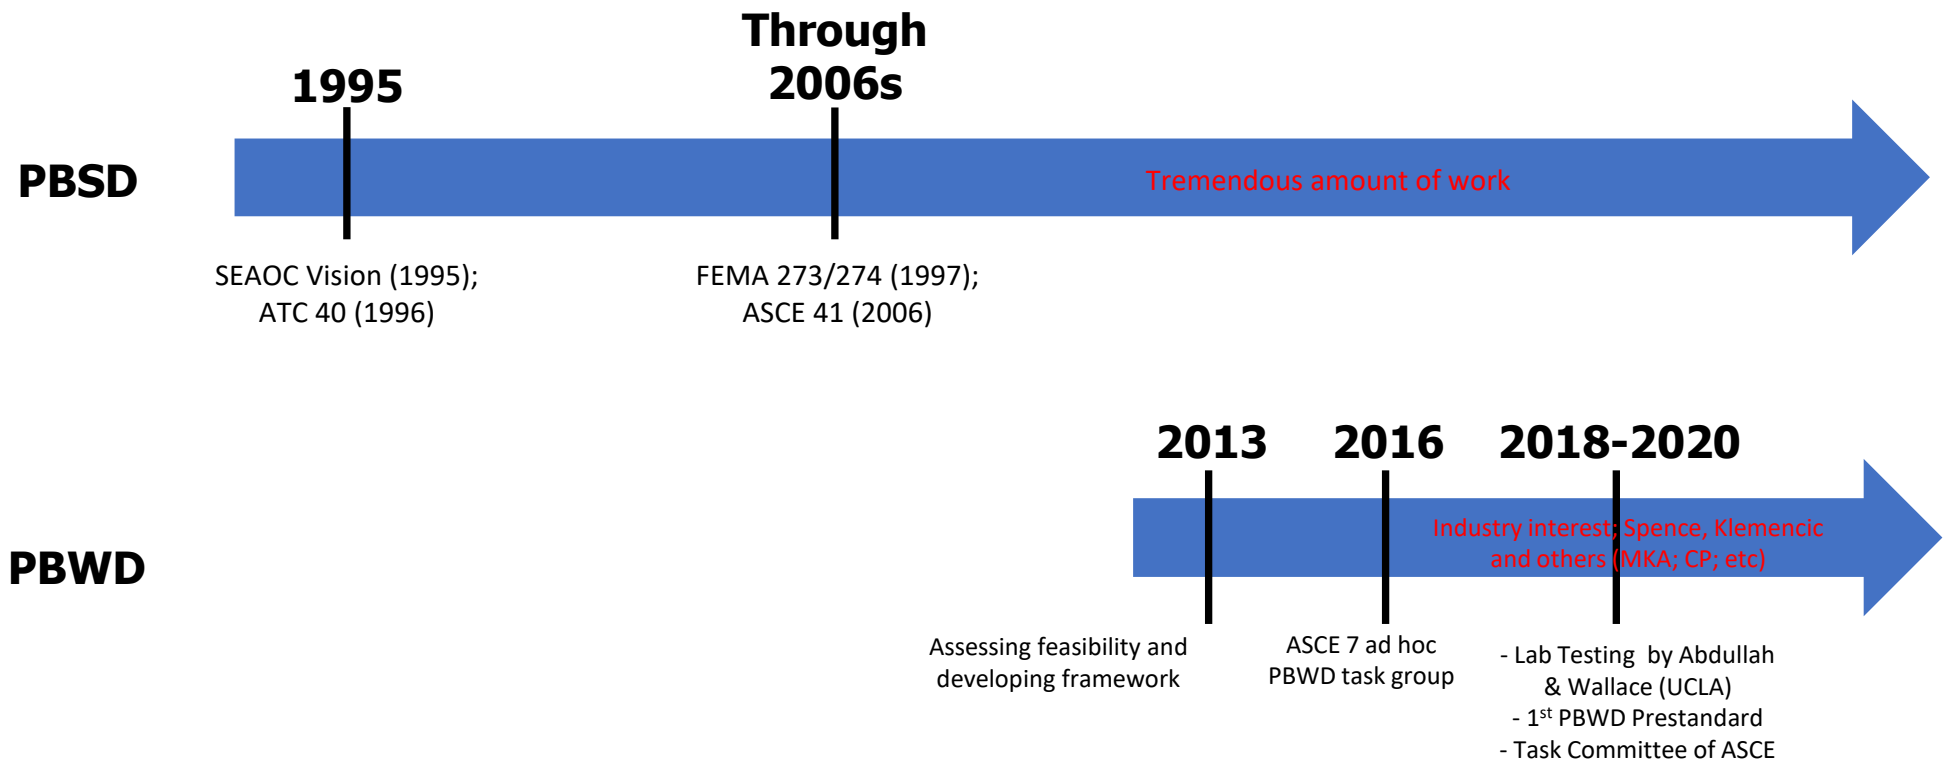 Through
2006s
1995
PBSD
Tremendous amount of work
SEAOC Vision (1995);
ATC 40 (1996)
FEMA 273/274 (1997);
ASCE 41 (2006)
2013
2016
2018-2020
PBWD
Industry interest; Spence, Klemencic
and others (MKA; CP; etc)
Assessing feasibility and
developing framework
ASCE 7 ad hoc
PBWD task group
- Lab Testing  by Abdullah
& Wallace (UCLA)
- 1st PBWD Prestandard
- Task Committee of ASCE